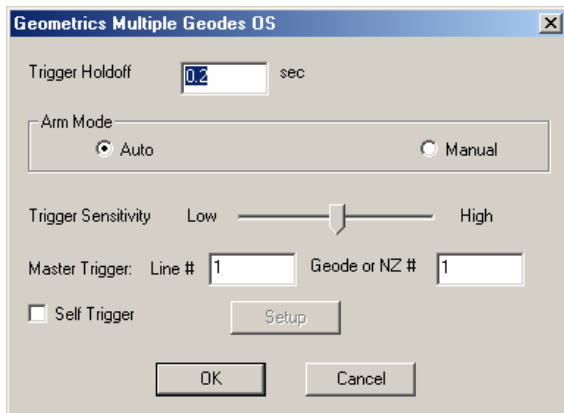 Geometrics Multiple Geodes OS
Trigger Holdoff 0.2 sec
Arm Mode
Auto Manual
Trigger Sensitivity Low High
Master Trigger: Line # 1 Geode or NZ # 1
Self Trigger Setup
OK Cancel